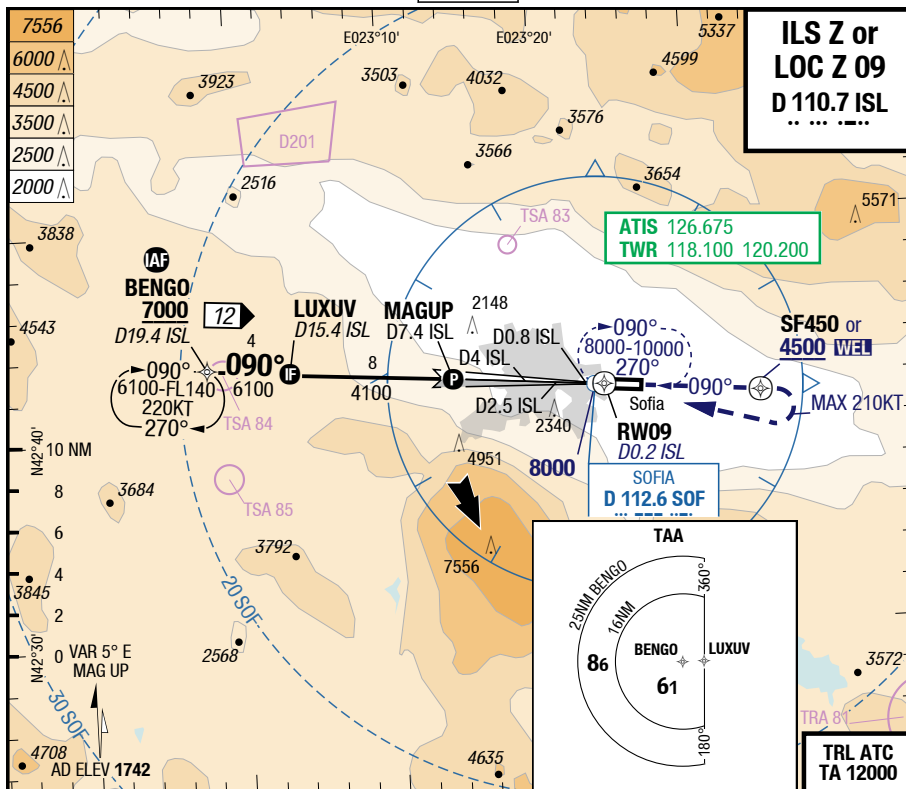 7556
6000
4500
3500
2500
2000
E023°10'
E023°20'
5337
ILS Z or
LOC Z 09
D 110.7 ISL
4599
3923
3503
4032
3576
D201
3566
2516
3654
5571
TSA 83
ATIS 126.675
TWR 118.100 120.200
3838
IAF
BENGO
7000
D19.4 ISL
12
4
LUXUV
D15.4 ISL
MAGUP
D7.4 ISL
2148
D0.8 ISL
090°
8000-10000
270°
SF450 or
4500 WEL
4543
090°
6100-FL140
220KT
270°
090°
6100
IF
8
4100
P
D4 ISL
D2.5 ISL
2340
Sofia
090°
MAX 210KT
TSA 84
RW09
D0.2 ISL
N42°40'
10 NM
4951
8000
SOFIA
D 112.6 SOF
8
3684
TSA 85
6
3792
7556
4
3845
20 SOF
2
2568
N42°30'
0
VAR 5° E
MAG UP
30 SOF
4708
AD ELEV 1742
4635
TAA
25NM BENGO
16NM
360°
BENGO
LUXUV
86
61
180°
3572
TRA 81
TRL ATC
TA 12000